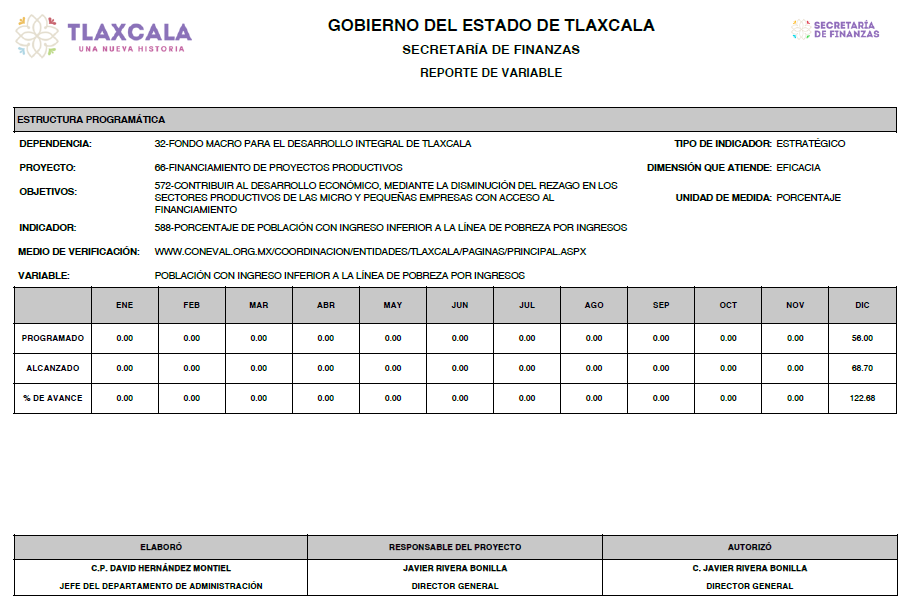 TLAXCALA
UNA NUEVA HISTORIA
GOBIERNO DEL ESTADO DE TLAXCALA
SECRETARÍA DE FINANZAS
REPORTE DE VARIABLE
SECRETARÍA
DE FINANZAS
ESTRUCTURA PROGRAMÁTICA
DEPENDENCIA: 32-FONDO MACRO PARA EL DESARROLLO INTEGRAL DE TLAXCALA TIPO DE INDICADOR: ESTRATÉGICO
PROYECTO: 66-FINANCIAMIENTO DE PROYECTOS PRODUCTIVOS DIMENSIÓN QUE ATIENDE: EFICACIA
OBJETIVOS: 572-CONTRIBUIR AL DESARROLLO ECONÓMICO, MEDIANTE LA DISMINUCIÓN DEL REZAGO EN LOS
SECTORES PRODUCTIVOS DE LAS MICRO Y PEQUEÑAS EMPRESAS CON ACCESO AL
FINANCIAMIENTO
UNIDAD DE MEDIDA: PORCENTAJE
INDICADOR: 588-PORCENTAJE DE POBLACIÓN CON INGRESO INFERIOR A LA LÍNEA DE POBREZA POR INGRESOS
MEDIO DE VERIFICACIÓN: WWW.CONEVAL.ORG.MX/COORDINACION/ENTIDADES/TLAXCALA/PAGINAS/PRINCIPAL.ASPX
VARIABLE: POBLACIÓN CON INGRESO INFERIOR A LA LÍNEA DE POBREZA POR INGRESOS
ENE FEB MAR ABR MAY JUN JUL AGO SEP OCT NOV DIC
PROGRAMADO 0.00 0.00 0.00 0.00 0.00 0.00 0.00 0.00 0.00 0.00 0.00 56.00
ALCANZADO 0.00 0.00 0.00 0.00 0.00 0.00 0.00 0.00 0.00 0.00 0.00 68.70
% DE AVANCE 0.00 0.00 0.00 0.00 0.00 0.00 0.00 0.00 0.00 0.00 0.00 122.68
ELABORÓ RESPONSABLE DEL PROYECTO AUTORIZÓ
C.P. DAVID HERNÁNDEZ MONTIEL JAVIER RIVERA BONILLA C. JAVIER RIVERA BONILLA
JEFE DEL DEPARTAMENTO DE ADMINISTRACIÓN DIRECTOR GENERAL DIRECTOR GENERAL